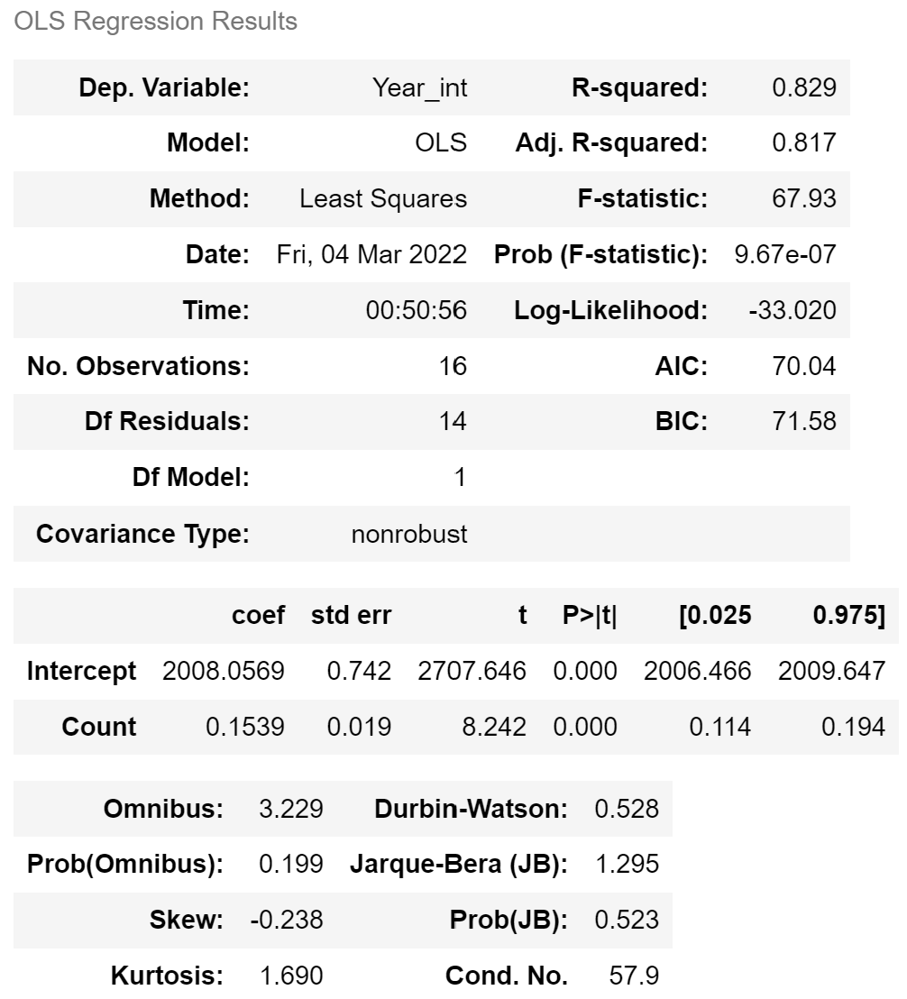 OLS Regression Results
Dep. Variable: Year_int R-squared: 0.829
Model: OLS Adj. R-squared: 0.817
Method: Least Squares F-statistic: 67.93
Date: Fri, 04 Mar 2022 Prob (F-statistic): 9.67e-07
Time: 00:50:56 Log-Likelihood: -33.020
No. Observations: 16 AIC: 70.04
Df Residuals: 14 BIC: 71.58
Df Model: 1
Covariance Type: nonrobust
coef std err t P>|t| [0.025 0.975]
Intercept 2008.0569 0.742 2707.646 0.000 2006.466 2009.647
Count 0.1539 0.019 8.242 0.000 0.114 0.194
Omnibus: 3.229 Durbin-Watson: 0.528
Prob(Omnibus): 0.199 Jarque-Bera (JB): 1.295
Skew: -0.238 Prob(JB): 0.523
Kurtosis: 1.690 Cond. No. 57.9